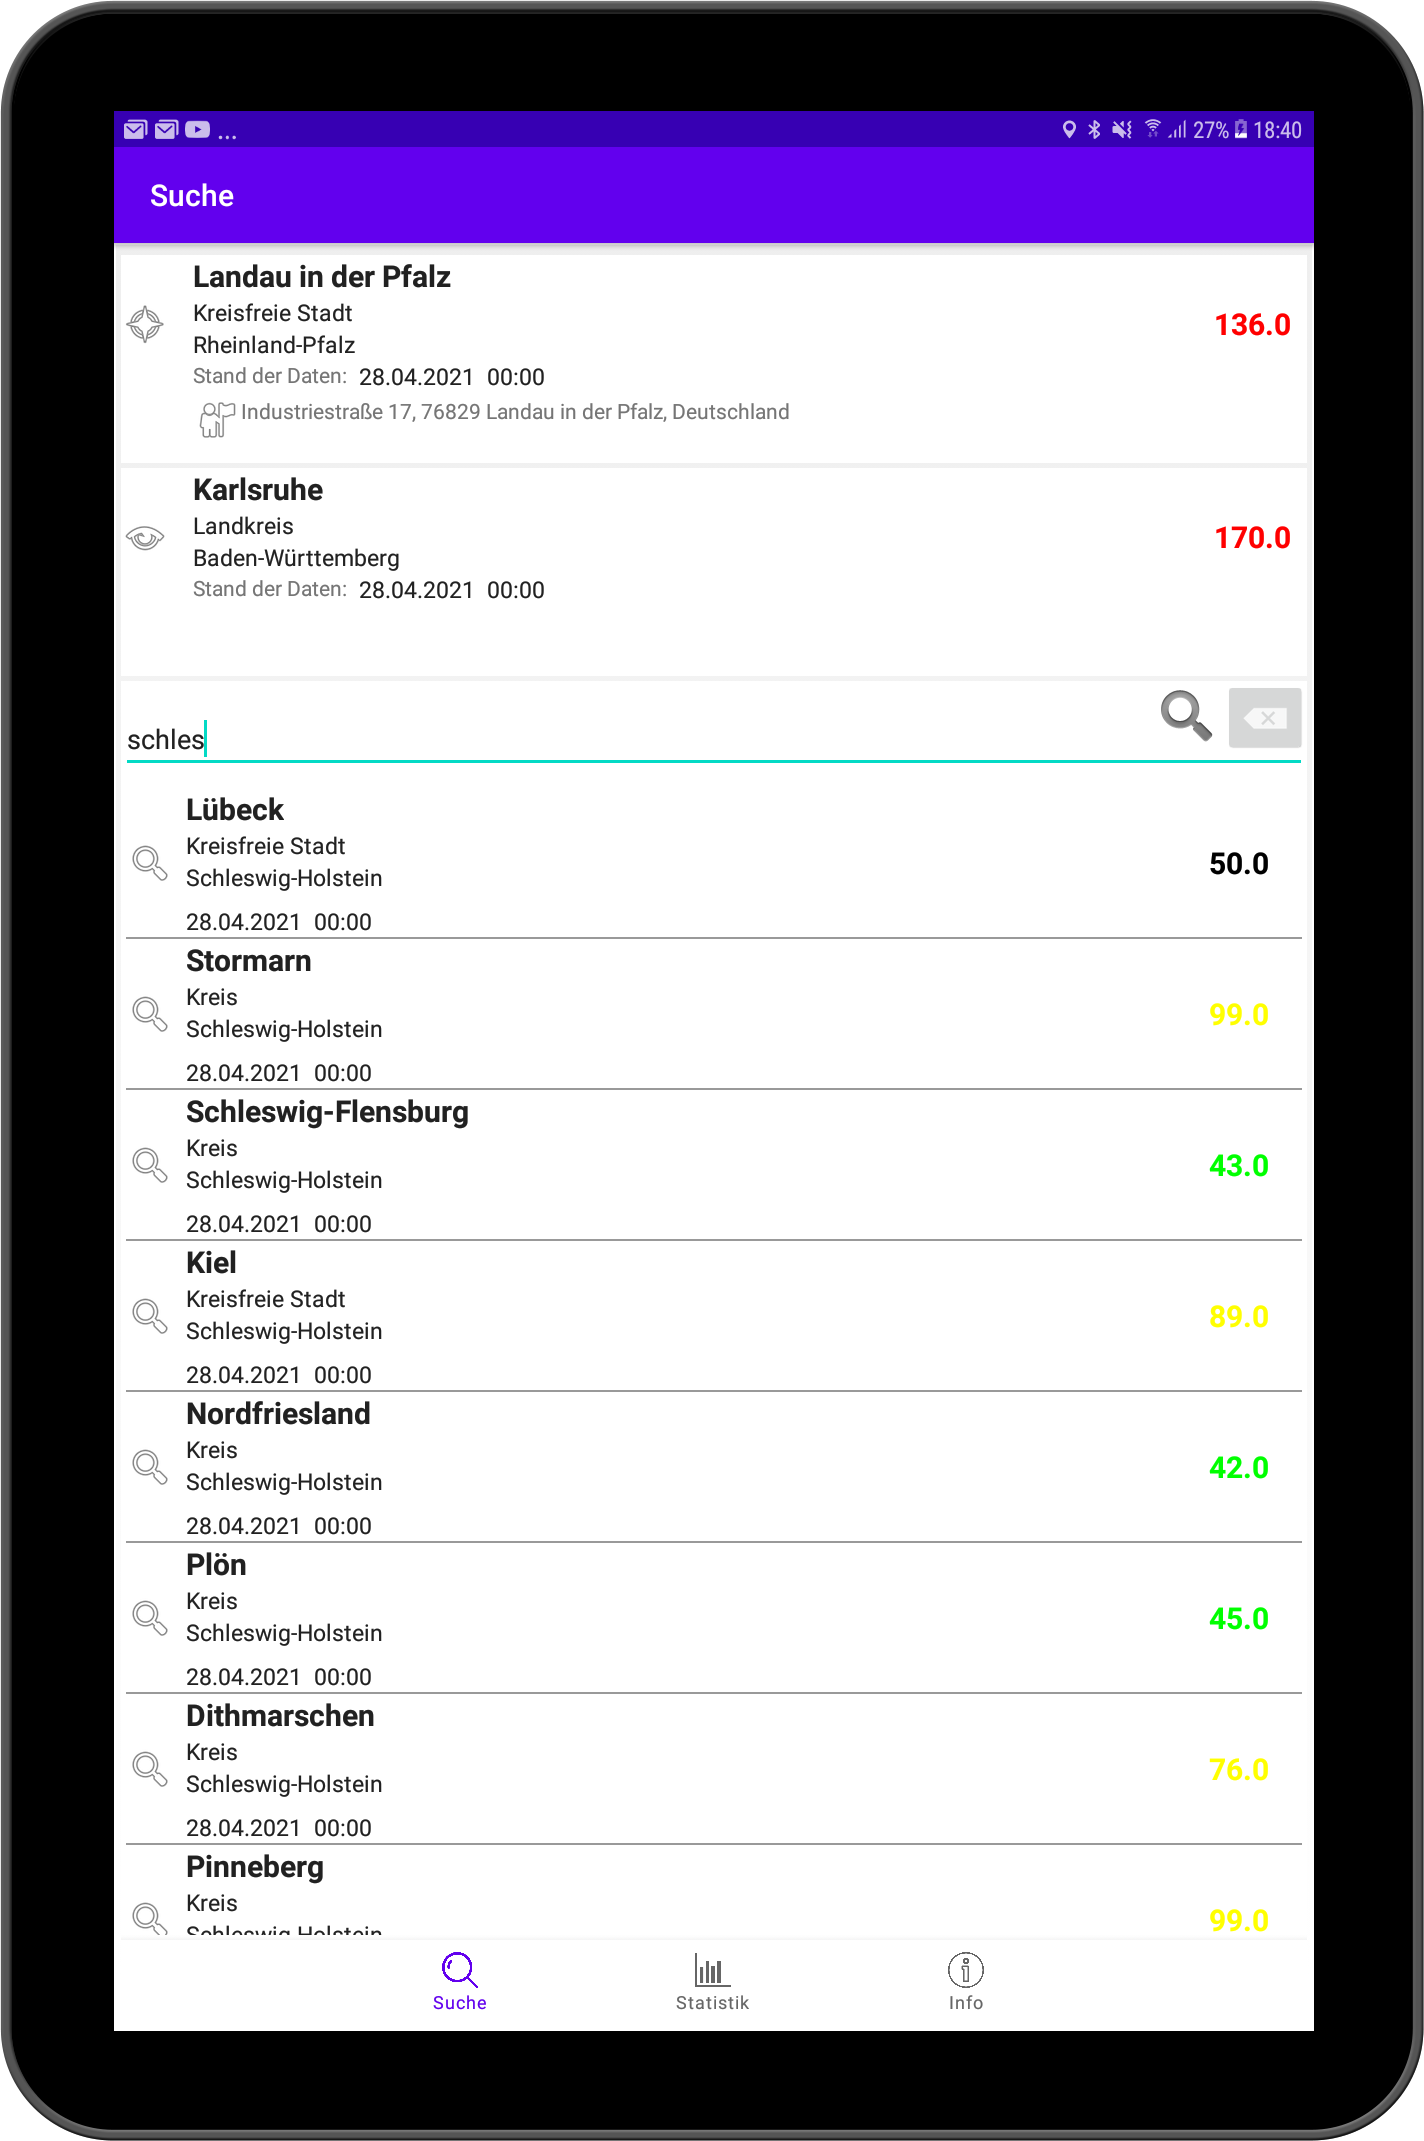 ... 27% 18:40
Suche
Landau in der Pfalz
Kreisfreie Stadt
Rheinland-Pfalz
136.0
Stand der Daten: 28.04.2021 00:00
Industriestraße 17, 76829 Landau in der Pfalz, Deutschland
Karlsruhe
Landkreis
Baden-Württemberg
170.0
Stand der Daten: 28.04.2021 00:00
schles
Lübeck
Kreisfreie Stadt
Schleswig-Holstein
50.0
28.04.2021 00:00
Stormarn
Kreis
Schleswig-Holstein
99.0
28.04.2021 00:00
Schleswig-Flensburg
Kreis
Schleswig-Holstein
43.0
28.04.2021 00:00
Kiel
Kreisfreie Stadt
Schleswig-Holstein
89.0
28.04.2021 00:00
Nordfriesland
Kreis
Schleswig-Holstein
42.0
28.04.2021 00:00
Plön
Kreis
Schleswig-Holstein
45.0
28.04.2021 00:00
Dithmarschen
Kreis
Schleswig-Holstein
76.0
28.04.2021 00:00
Pinneberg
Kreis
Schleswig-Holstein
99.0
Suche Statistik Info